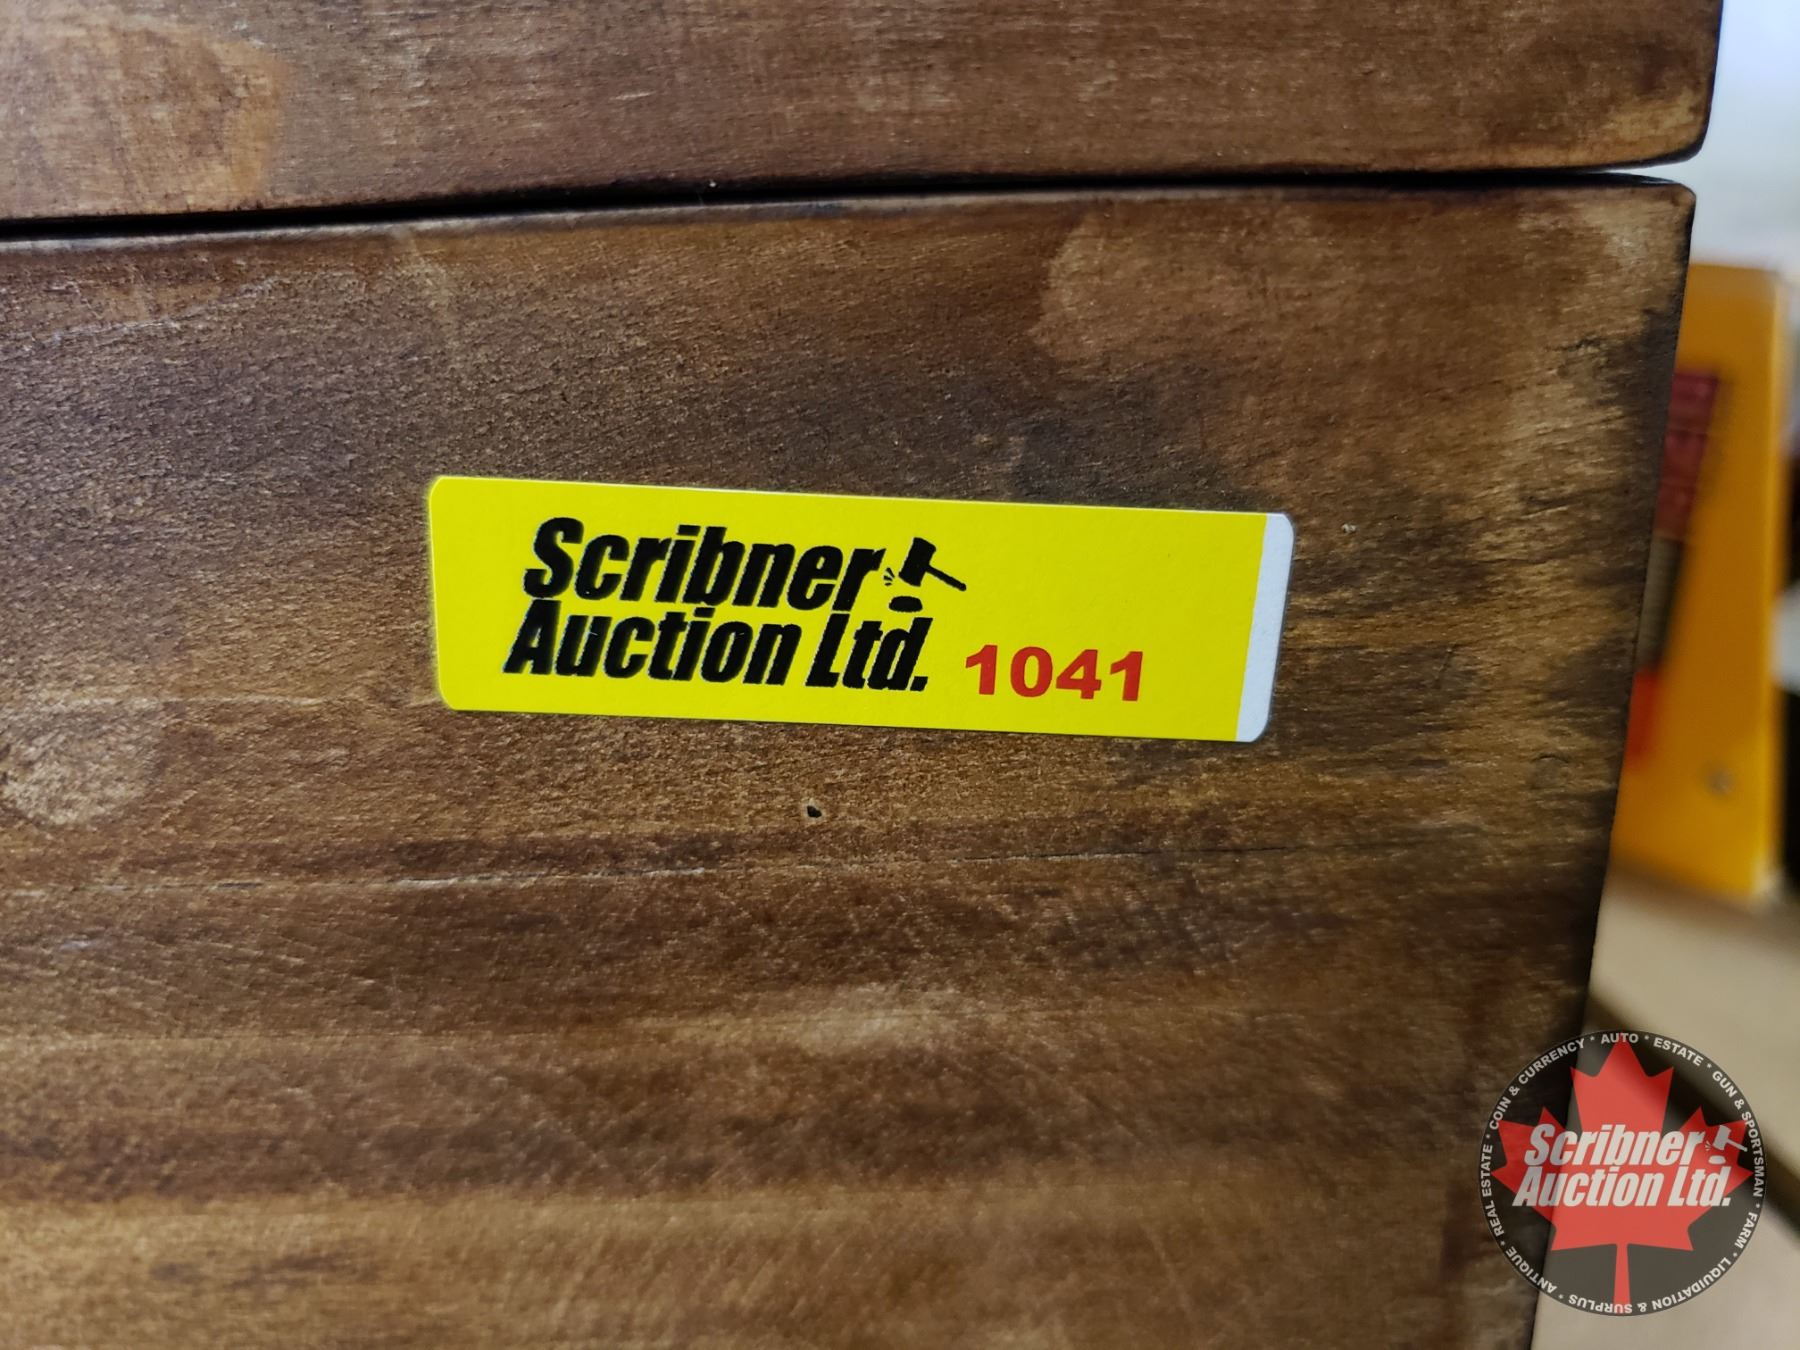 Scribner
Auction Ltd. 1041
COIN & CURRENCY * AUTO * ESTATE * GUN & SPORTSMAN * FARM * LIQUIDATION & SURPLUS * ANTIQUE * REAL ESTATE *
Scribner
Auction Ltd.